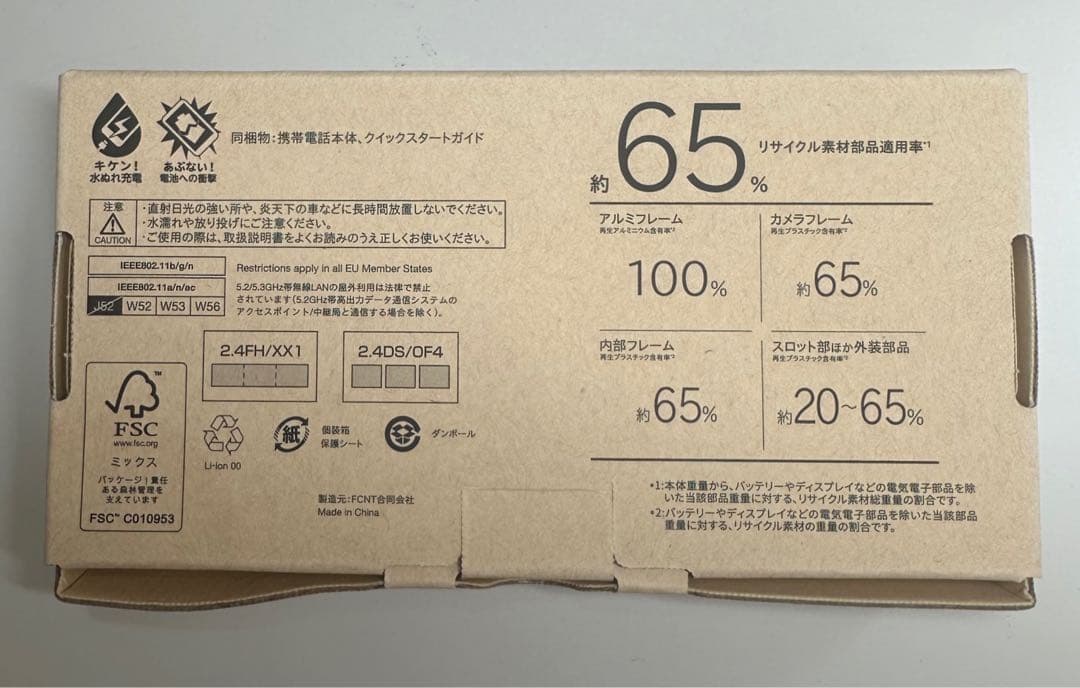 キケン!
水ぬれ充電
あぶない!
電池への衝撃
同梱物:携帯電話本体、クイックスタートガイド
注意
CAUTION
・直射日光の強い所や、炎天下の車などに長時間放置しないでください。
・水濡れや放り投げにご注意ください。
・ご使用の際は、取扱説明書をよくお読みのうえ正しくお使いください。
IEEE802.11b/g/n
IEEE802.11a/n/ac
J52 W52 W53 W56
Restrictions apply in all EU Member States
5.2/5.3GHz帯無線LANの屋外利用は法律で禁止
されています(5.2GHz帯高出力データ通信システムの
アクセスポイント/中継局と通信する場合を除く)。
2.4FH/XX1
2.4DS/OF4
FSC™
www.fsc.org
ミックス
パッケージ|責任
ある森林管理を
支えています
FSC™ C010953
Li-ion 00
紙
個装箱
保護シート
ダンボール
製造元:FCNT合同会社
Made in China
約65%
リサイクル素材部品適用率*1
アルミフレーム
再生アルミニウム含有率*2
100%
カメラフレーム
再生プラスチック含有率*2
約65%
内部フレーム
再生プラスチック含有率*2
約65%
スロット部ほか外装部品
再生プラスチック含有率*2
約20~65%
*1:本体重量から、バッテリーやディスプレイなどの電気電子部品を除
いた当該部品重量に対する、リサイクル素材総重量の割合です。
*2:バッテリーやディスプレイなどの電気電子部品を除いた当該部品
重量に対する、リサイクル素材の重量の割合です。